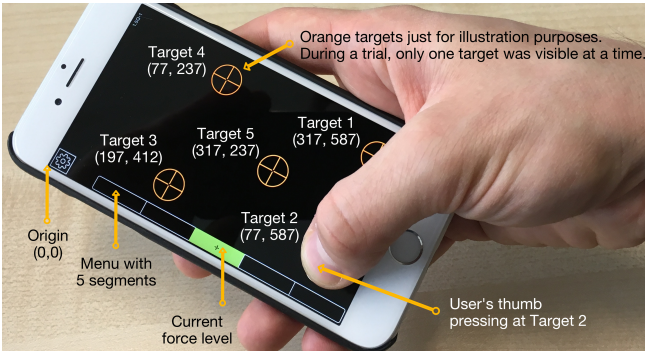 Orange targets just for illustration purposes.
During a trial, only one target was visible at a time.
Target 4
(77, 237)
Target 1
(317, 587)
Target 5
(317, 237)
Target 3
(197, 412)
Target 2
(77, 587)
Origin
(0,0)
Menu with
5 segments
Current
force level
User's thumb
pressing at Target 2